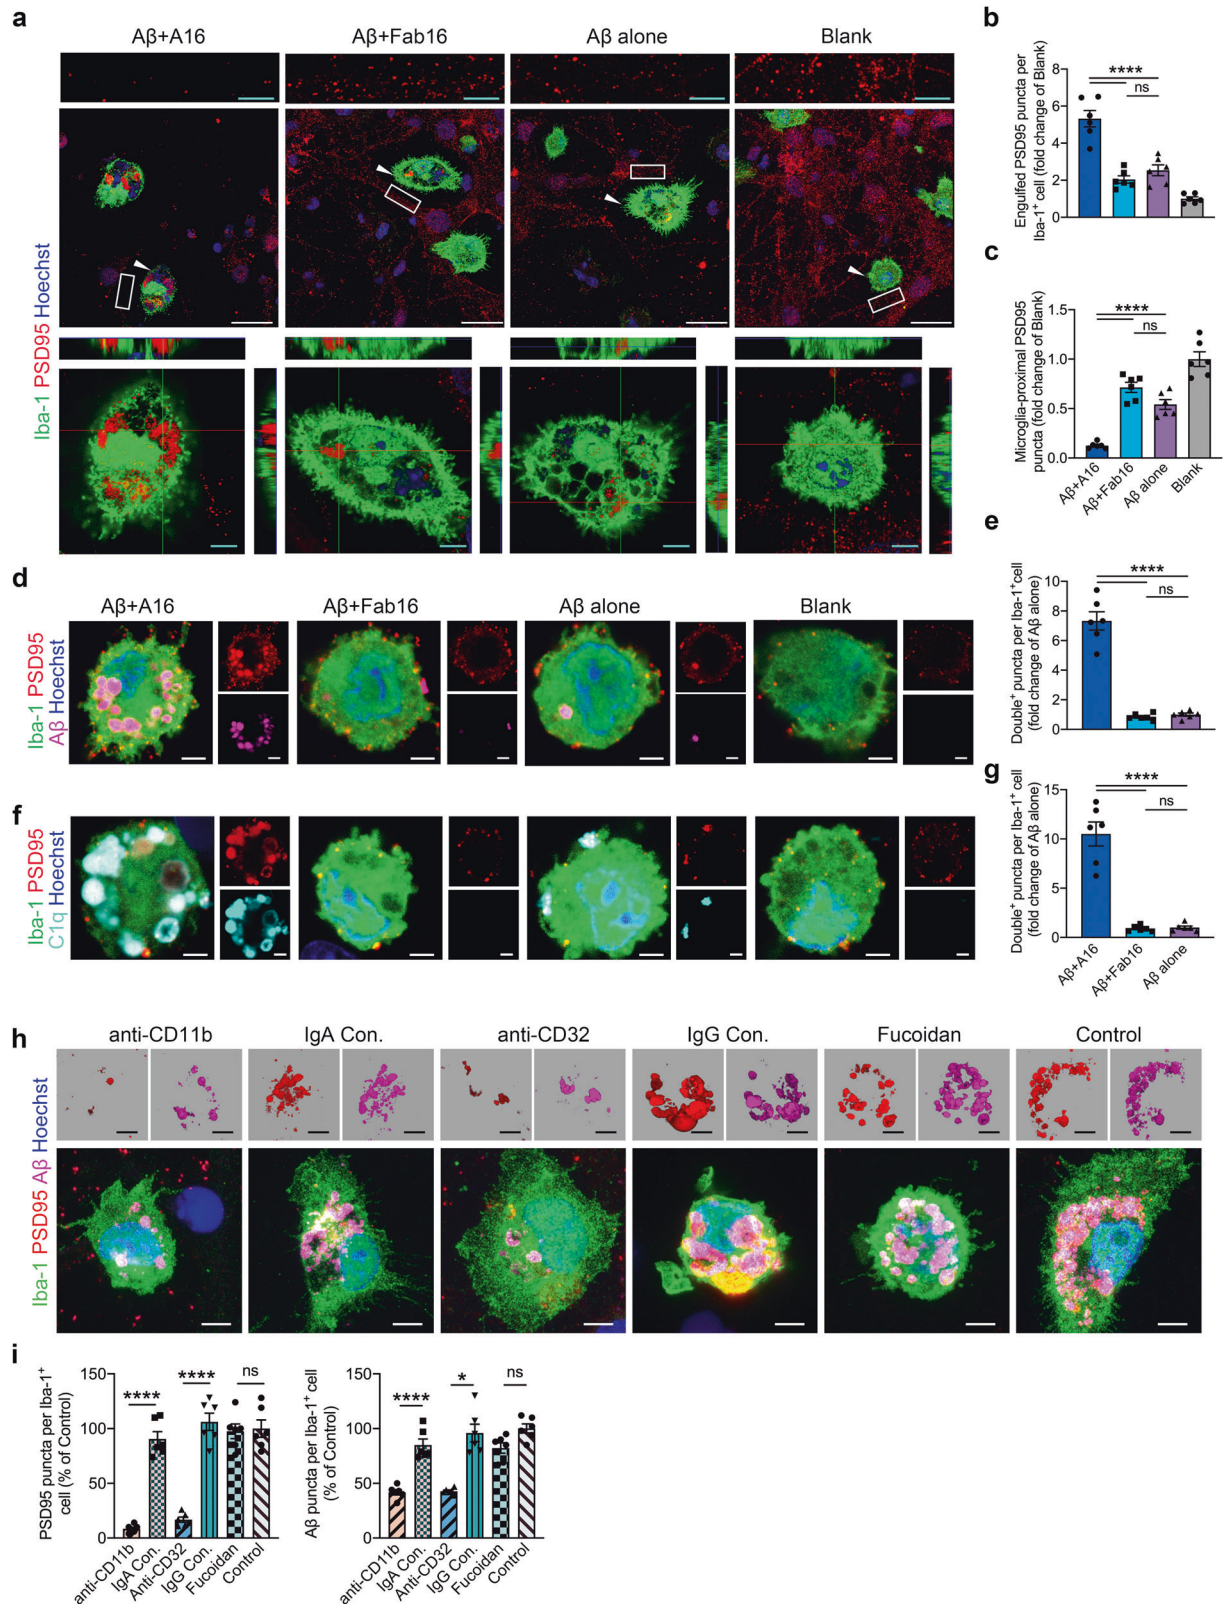 a
Aβ+A16 Aβ+Fab16 Aβ alone Blank
Iba-1 PSD95 Hoechst
b
Engulfed PSD95 puncta per
Iba-1⁺ cell (fold change of Blank)
8
6
4
2
0
****
ns
c
Microglia-proximal PSD95
puncta (fold change of Blank)
1.5
1.0
0.5
0.0
****
ns
Aβ+A16
Aβ+Fab16
Aβ alone
Blank
d
Aβ+A16 Aβ+Fab16 Aβ alone Blank
Iba-1 PSD95
Aβ Hoechst
e
Double⁺ puncta per Iba-1⁺cell
(fold change of Aβ alone)
10
8
6
4
2
0
****
ns
f
Iba-1 PSD95
C1q Hoechst
g
Double⁺ puncta per Iba-1⁺ cell
(fold change of Aβ alone)
15
10
5
0
****
ns
Aβ+A16
Aβ+Fab16
Aβ alone
h
anti-CD11b IgA Con. anti-CD32 IgG Con. Fucoidan Control
Iba-1 PSD95 Aβ Hoechst
i
PSD95 puncta per Iba-1⁺
cell (% of Control)
150
100
50
0
****
****
ns
anti-CD11b
IgA Con.
Anti-CD32
IgG Con.
Fucoidan
Control
Aβ puncta per Iba-1⁺ cell
(% of Control)
150
100
50
0
****
*
ns
anti-CD11b
IgA Con.
Anti-CD32
IgG Con.
Fucoidan
Control